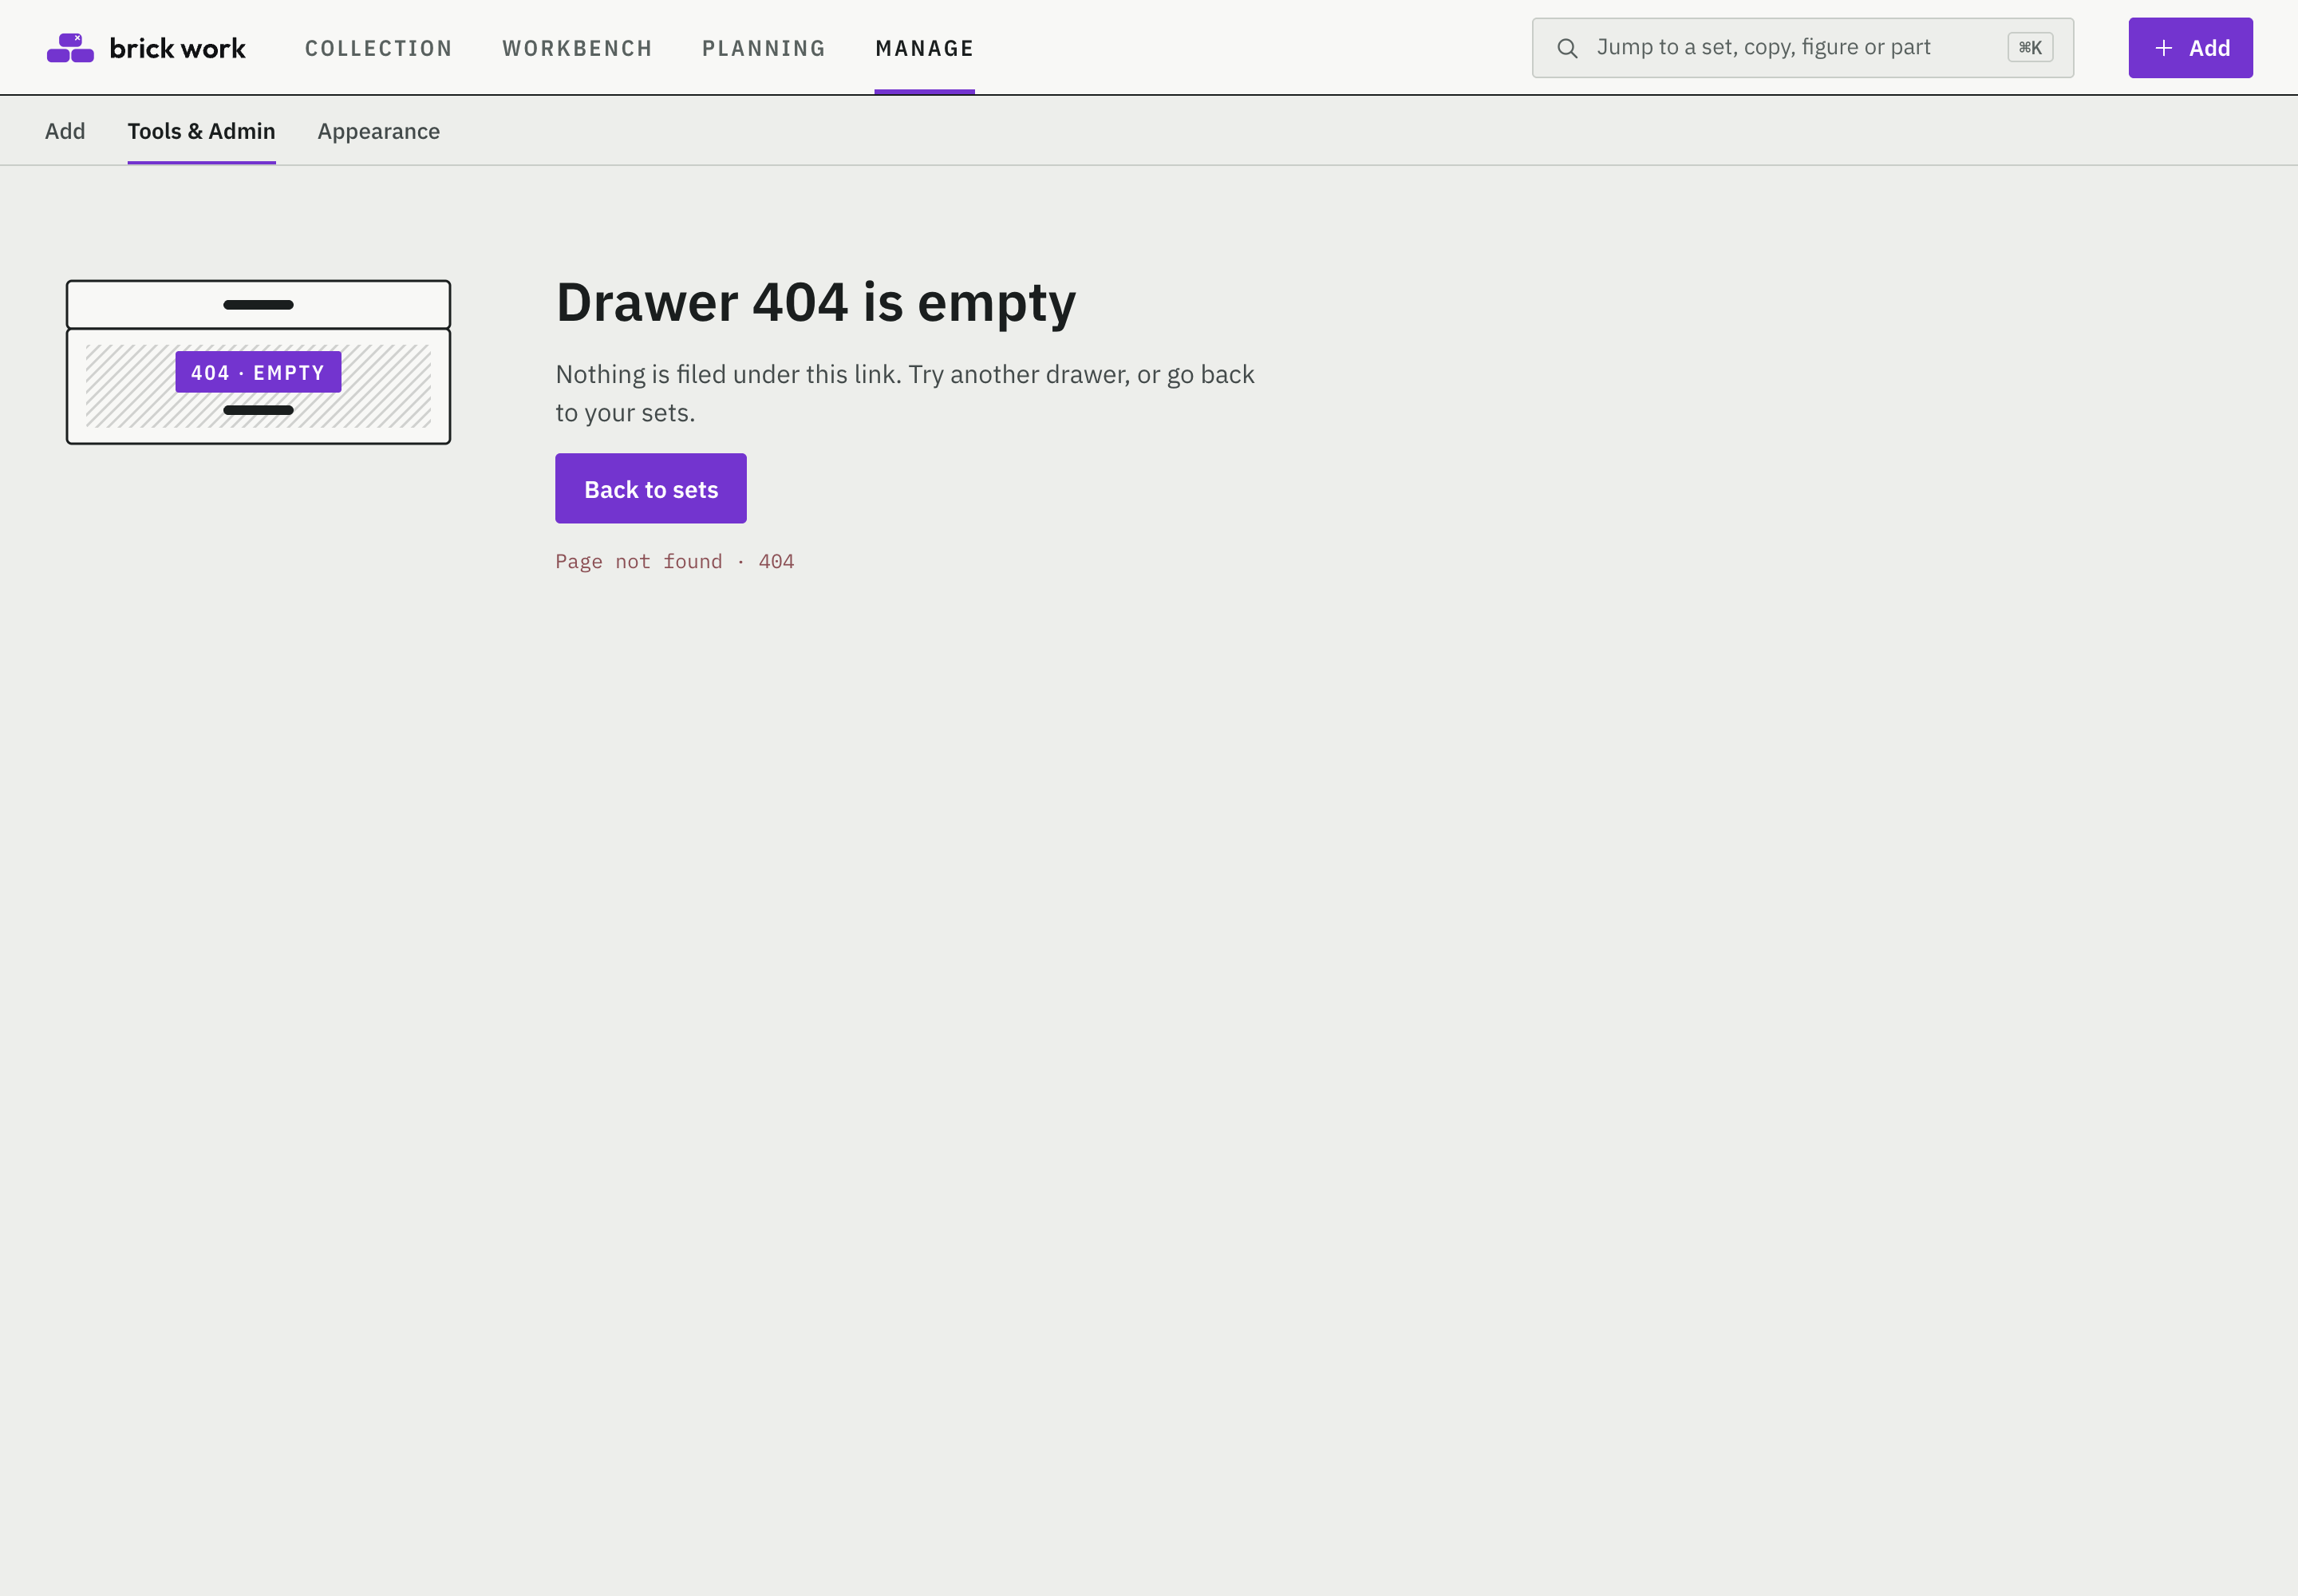 brick work
COLLECTION
WORKBENCH
PLANNING
MANAGE
Jump to a set, copy, figure or part
⌘K
+ Add
Add
Tools & Admin
Appearance
404 · EMPTY
Drawer 404 is empty
Nothing is filed under this link. Try another drawer, or go back
to your sets.
Back to sets
Page not found · 404